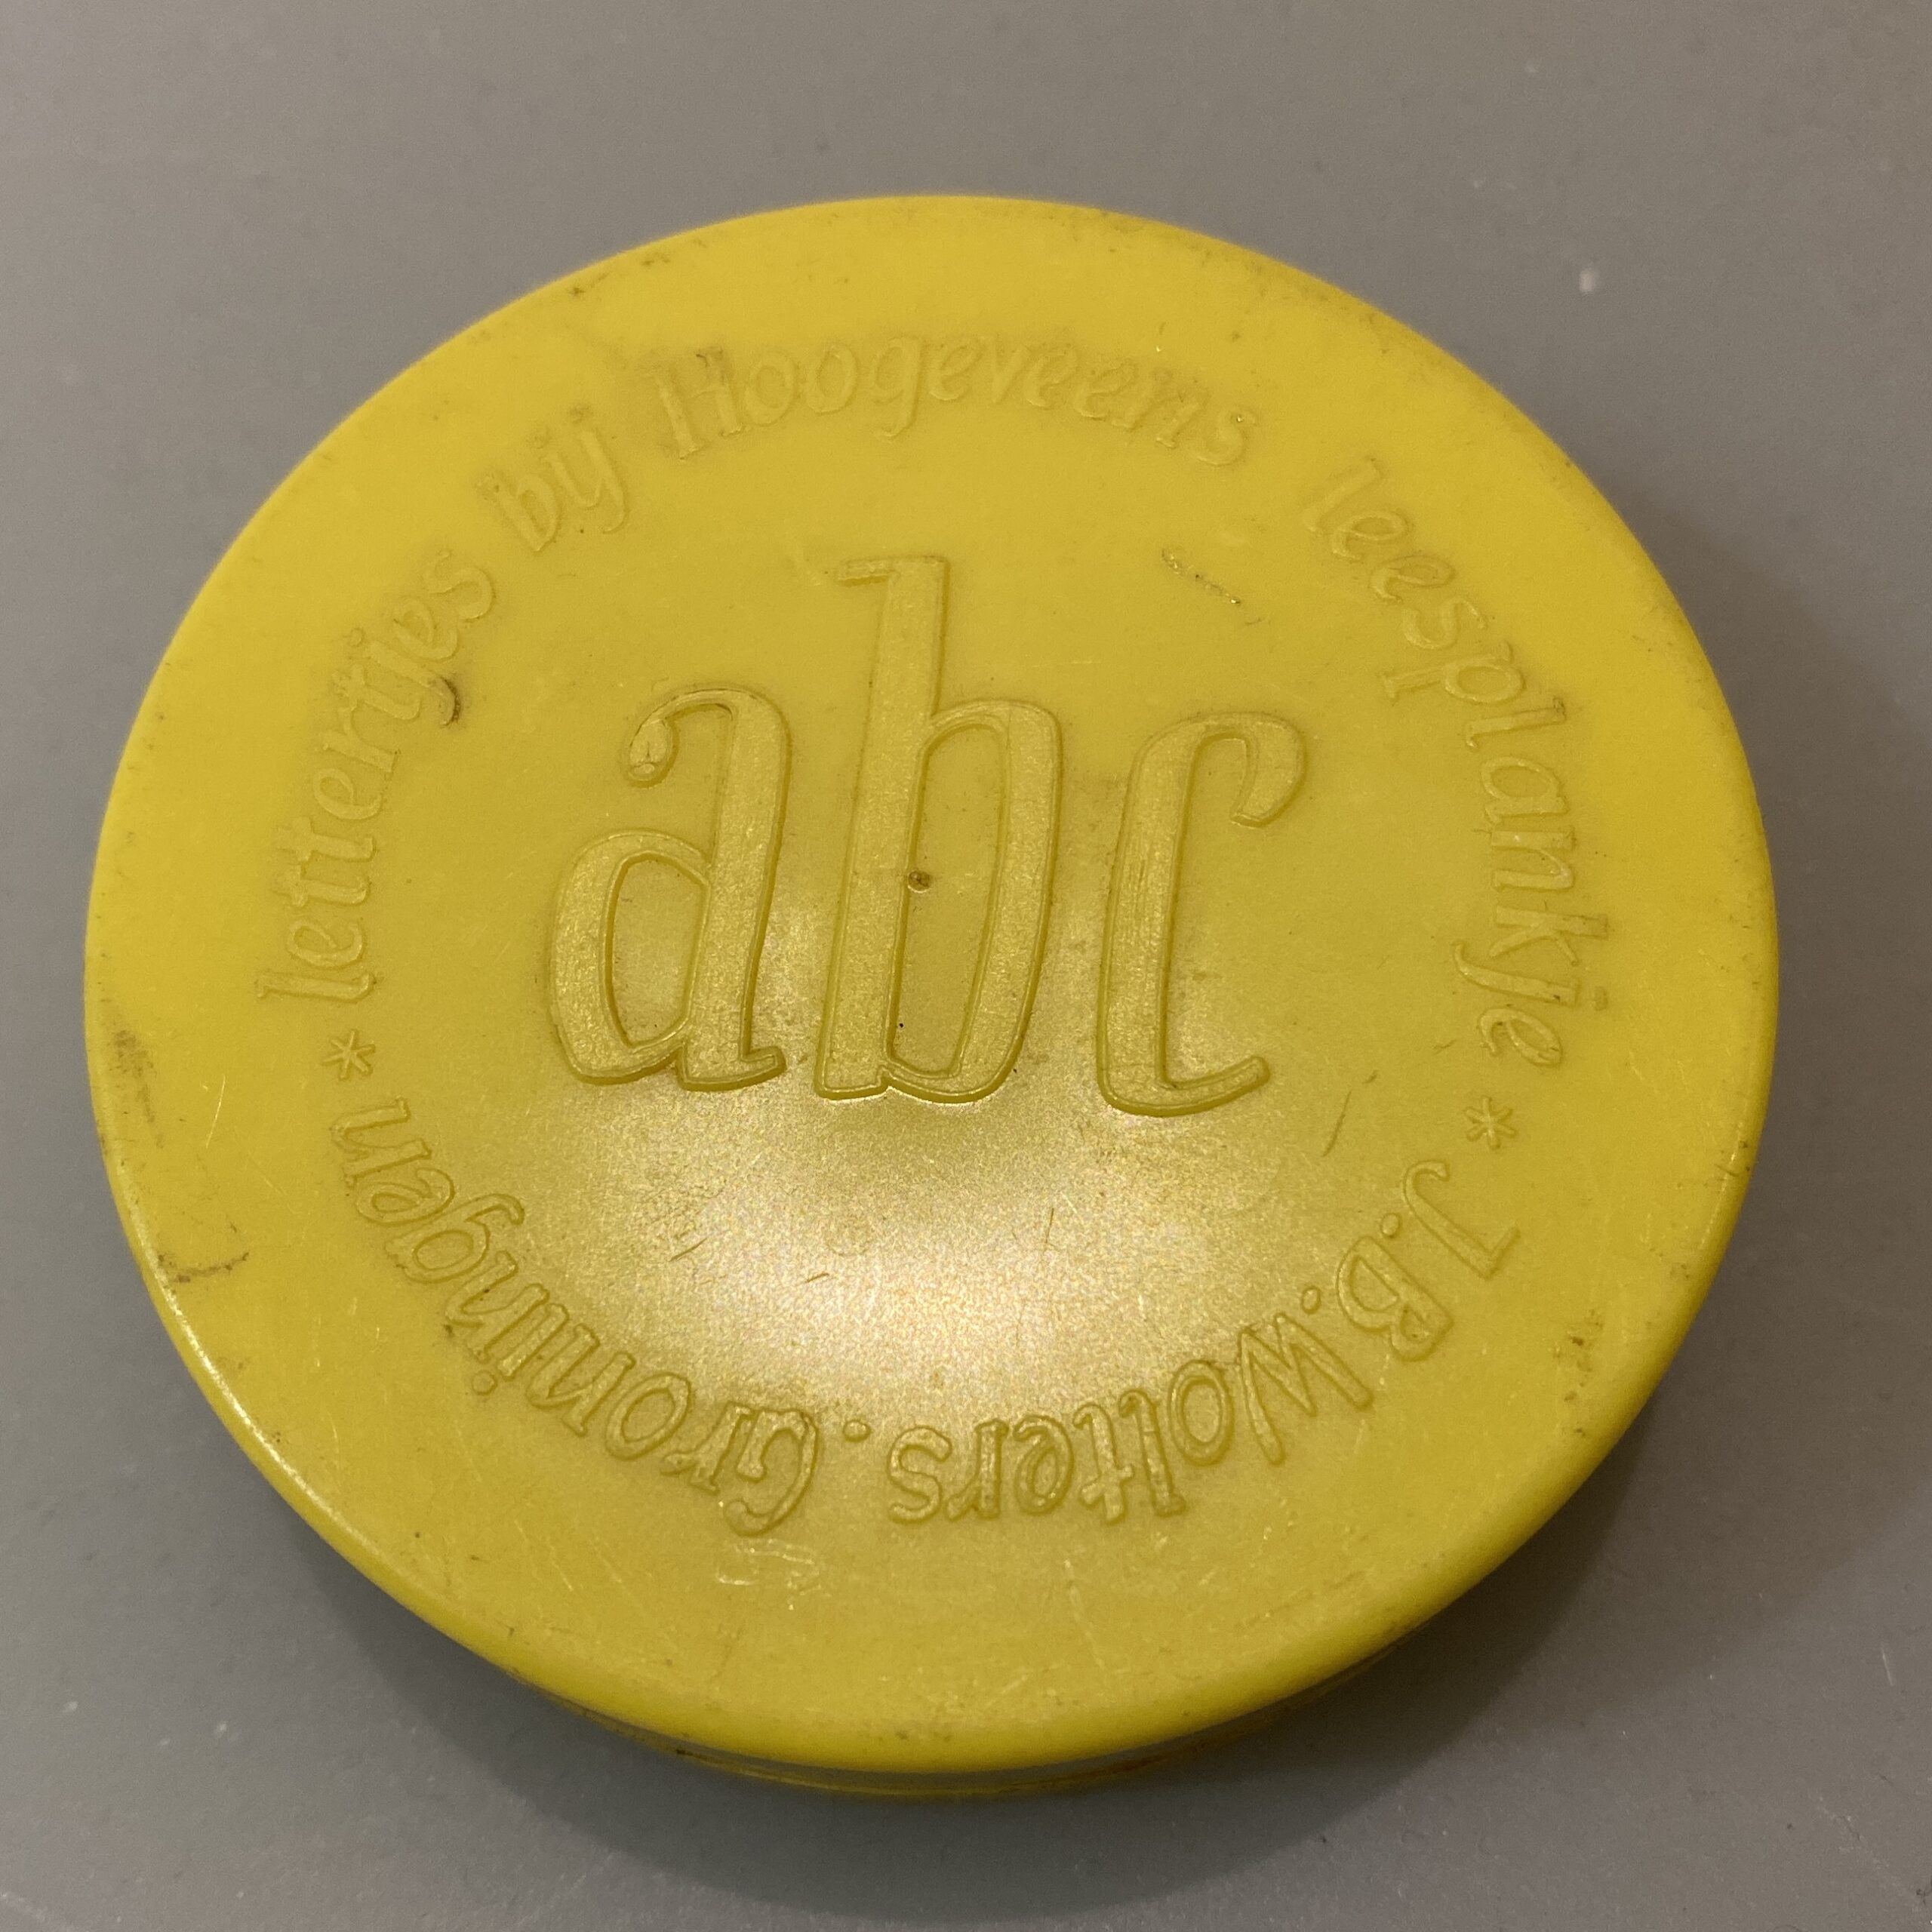 lettertjes bij Hoogeveens leesplankje * J.B.Wolters.Groningen *
abc